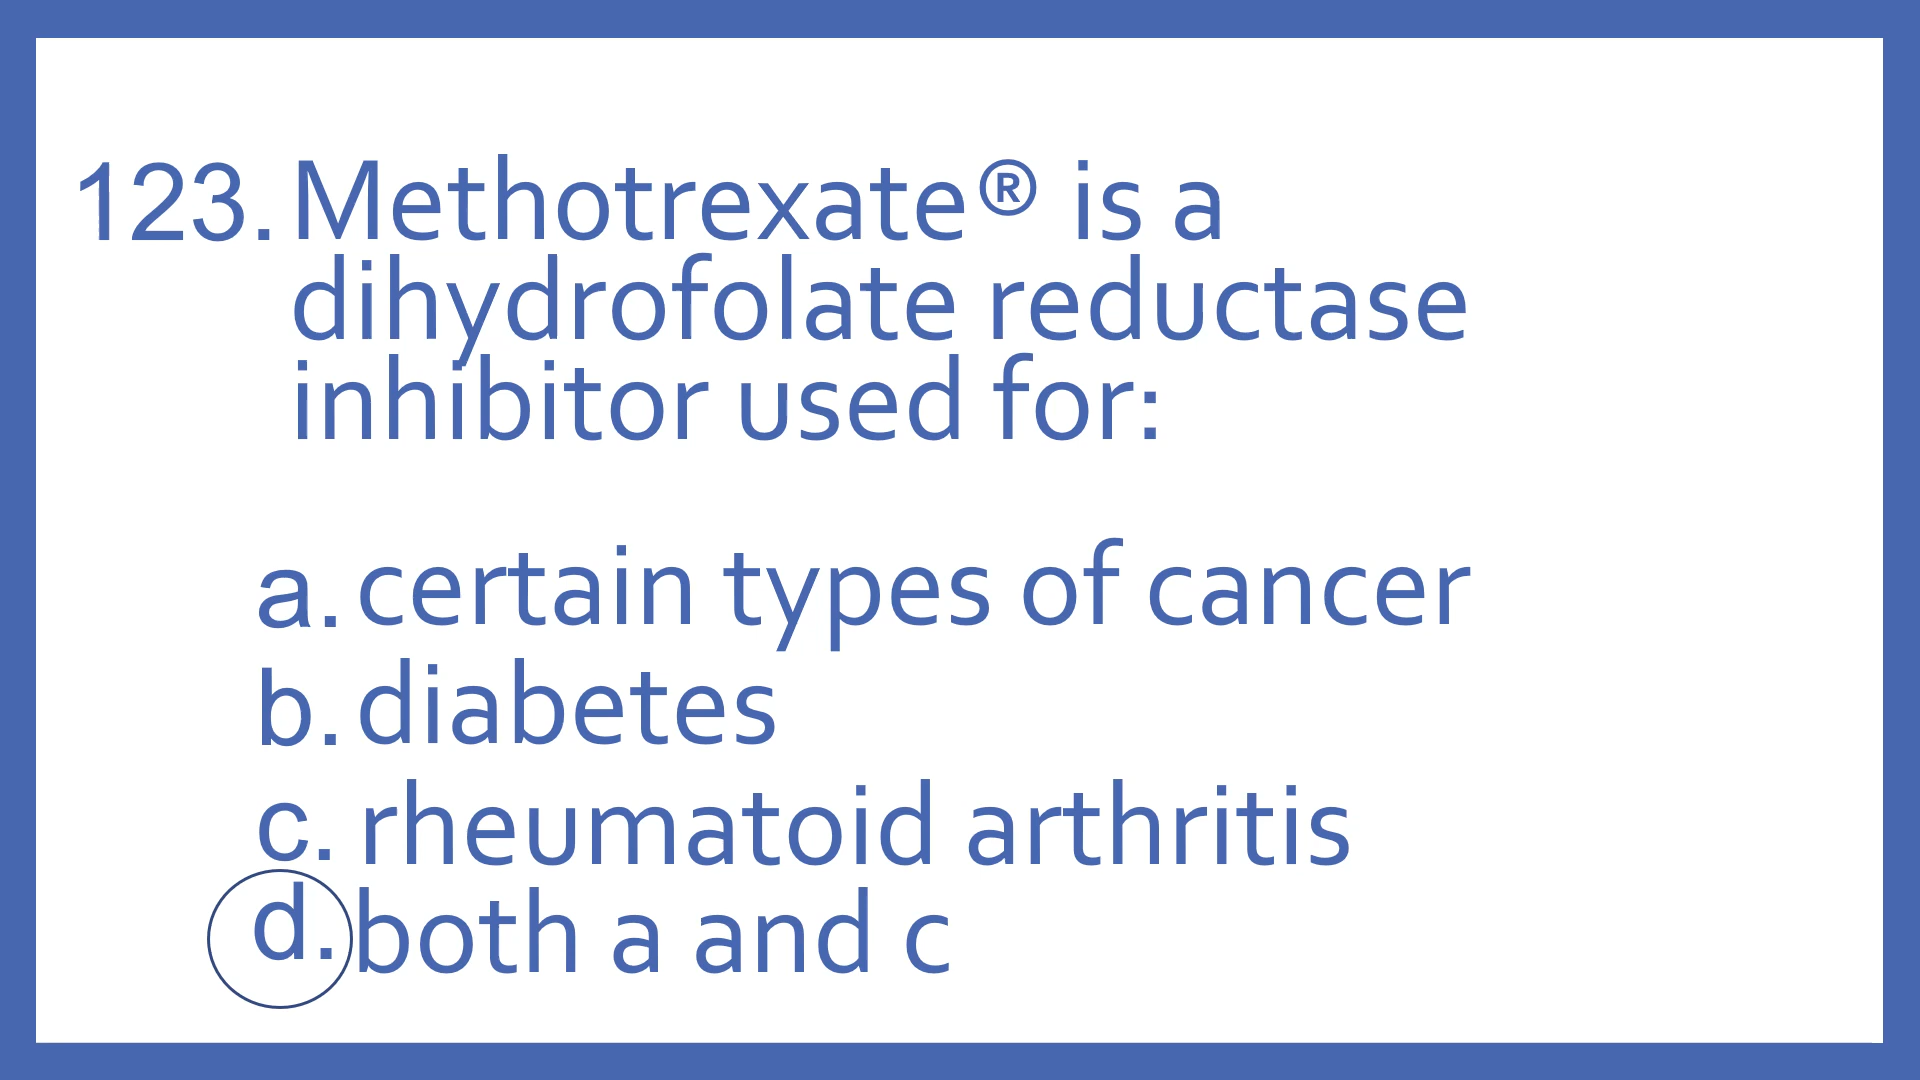 123. Methotrexate® is a
dihydrofolate reductase
inhibitor used for:
a. certain types of cancer
b. diabetes
c. rheumatoid arthritis
d. both a and c